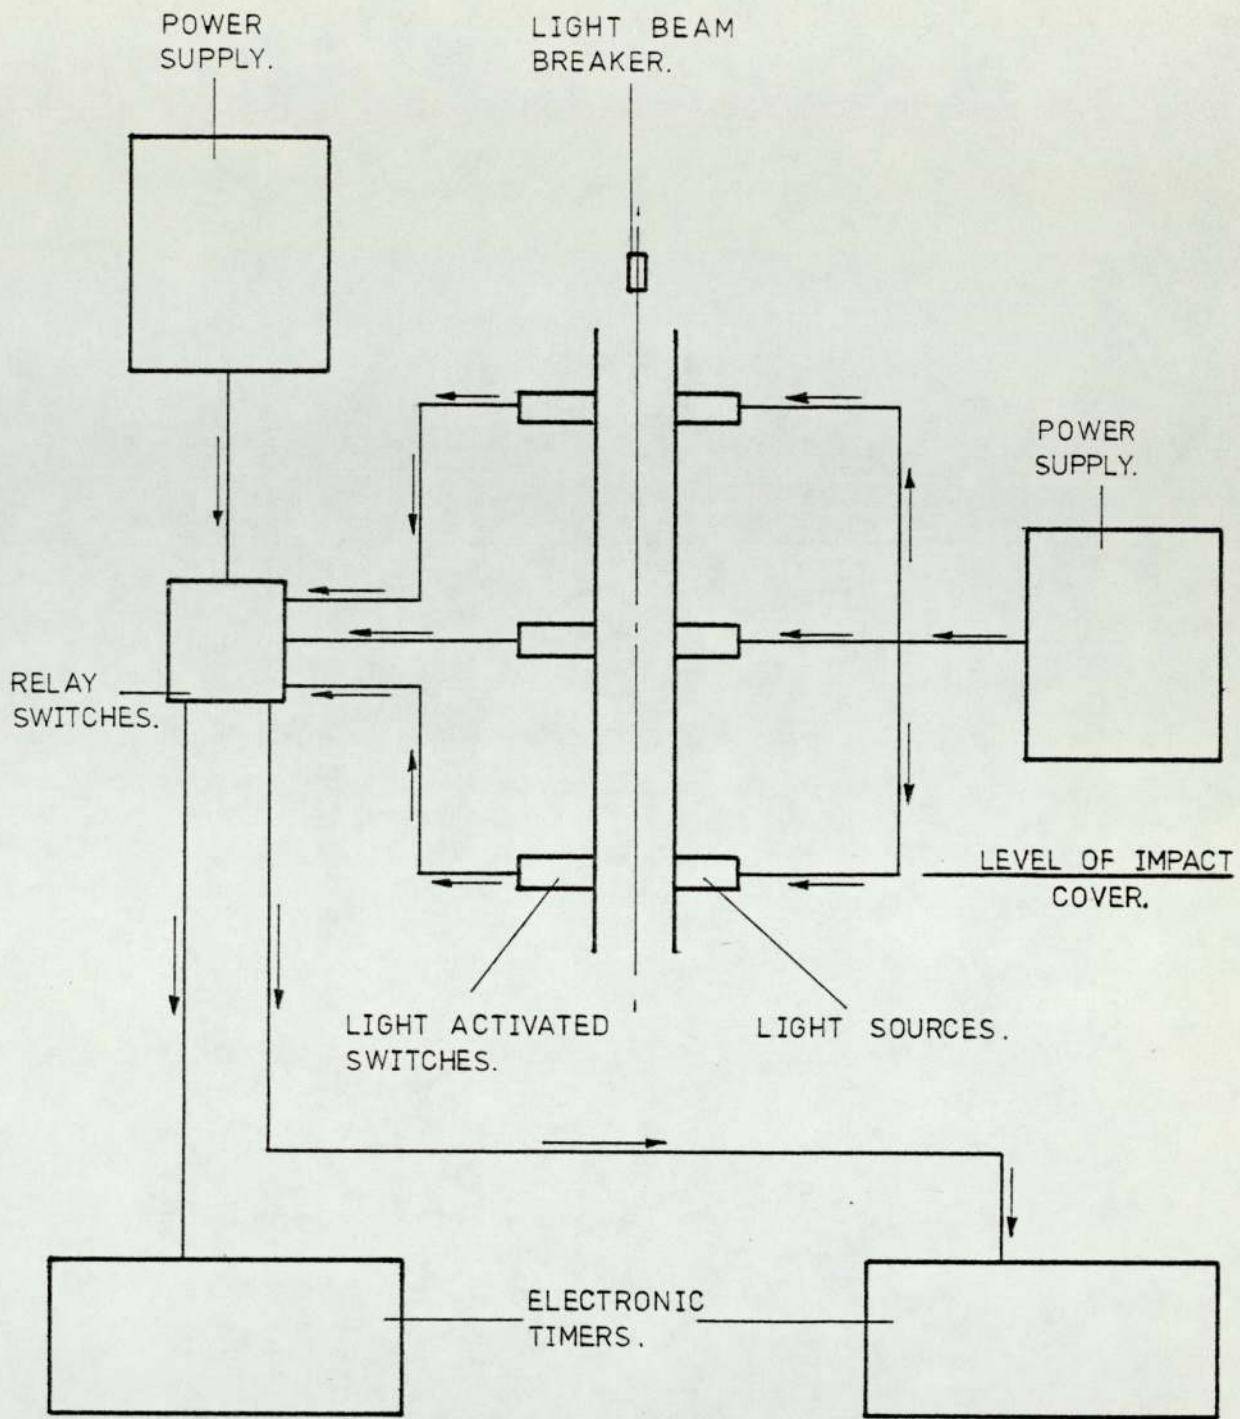 POWER
SUPPLY.
LIGHT BEAM
BREAKER.
POWER
SUPPLY.
RELAY
SWITCHES.
LEVEL OF IMPACT
COVER.
LIGHT ACTIVATED
SWITCHES.
LIGHT SOURCES.
ELECTRONIC
TIMERS.